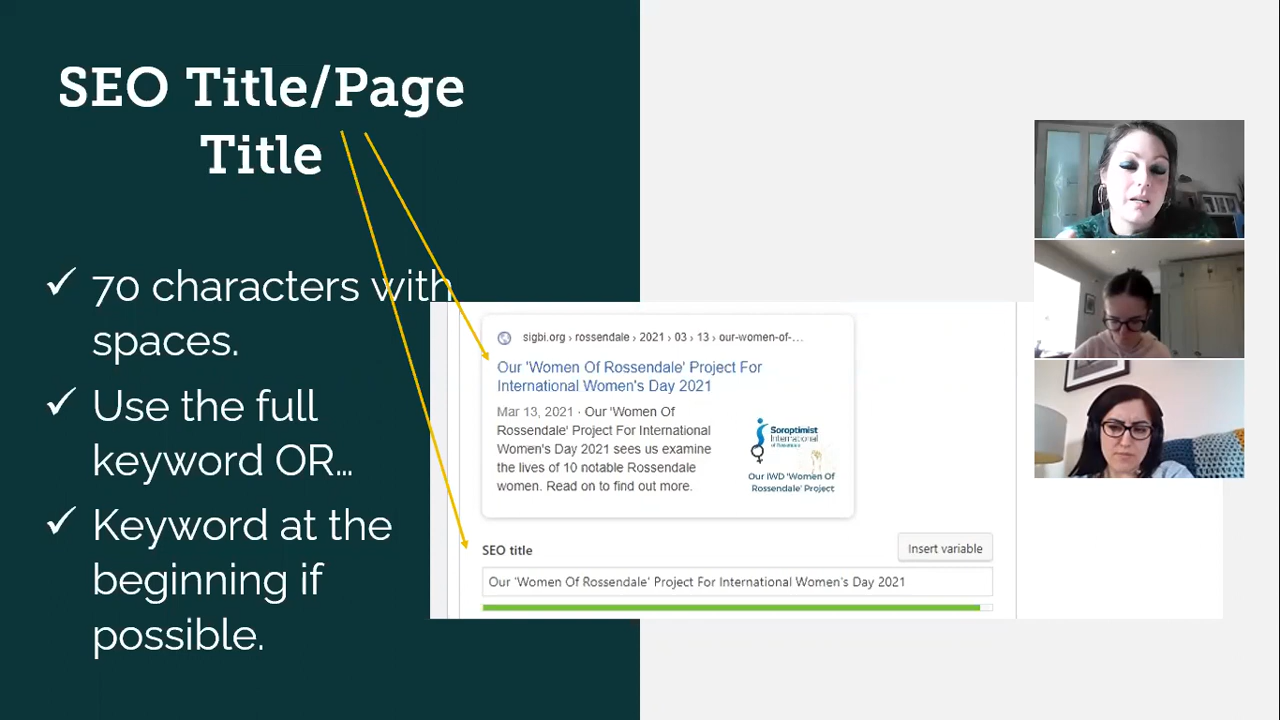 SEO Title/Page
Title
70 characters with
spaces.
Use the full
keyword OR...
Keyword at the
beginning if
possible.
sigbi.org › rossendale › 2021 › 03 › 13 › our-women-of-...
Our 'Women Of Rossendale' Project For
International Women's Day 2021
Mar 13, 2021 · Our 'Women Of
Rossendale' Project For International
Women's Day 2021 sees us examine
the lives of 10 notable Rossendale
women. Read on to find out more.
Soroptimist
International
Our IWD 'Women Of
Rossendale' Project
SEO title
Insert variable
Our 'Women Of Rossendale' Project For International Women's Day 2021